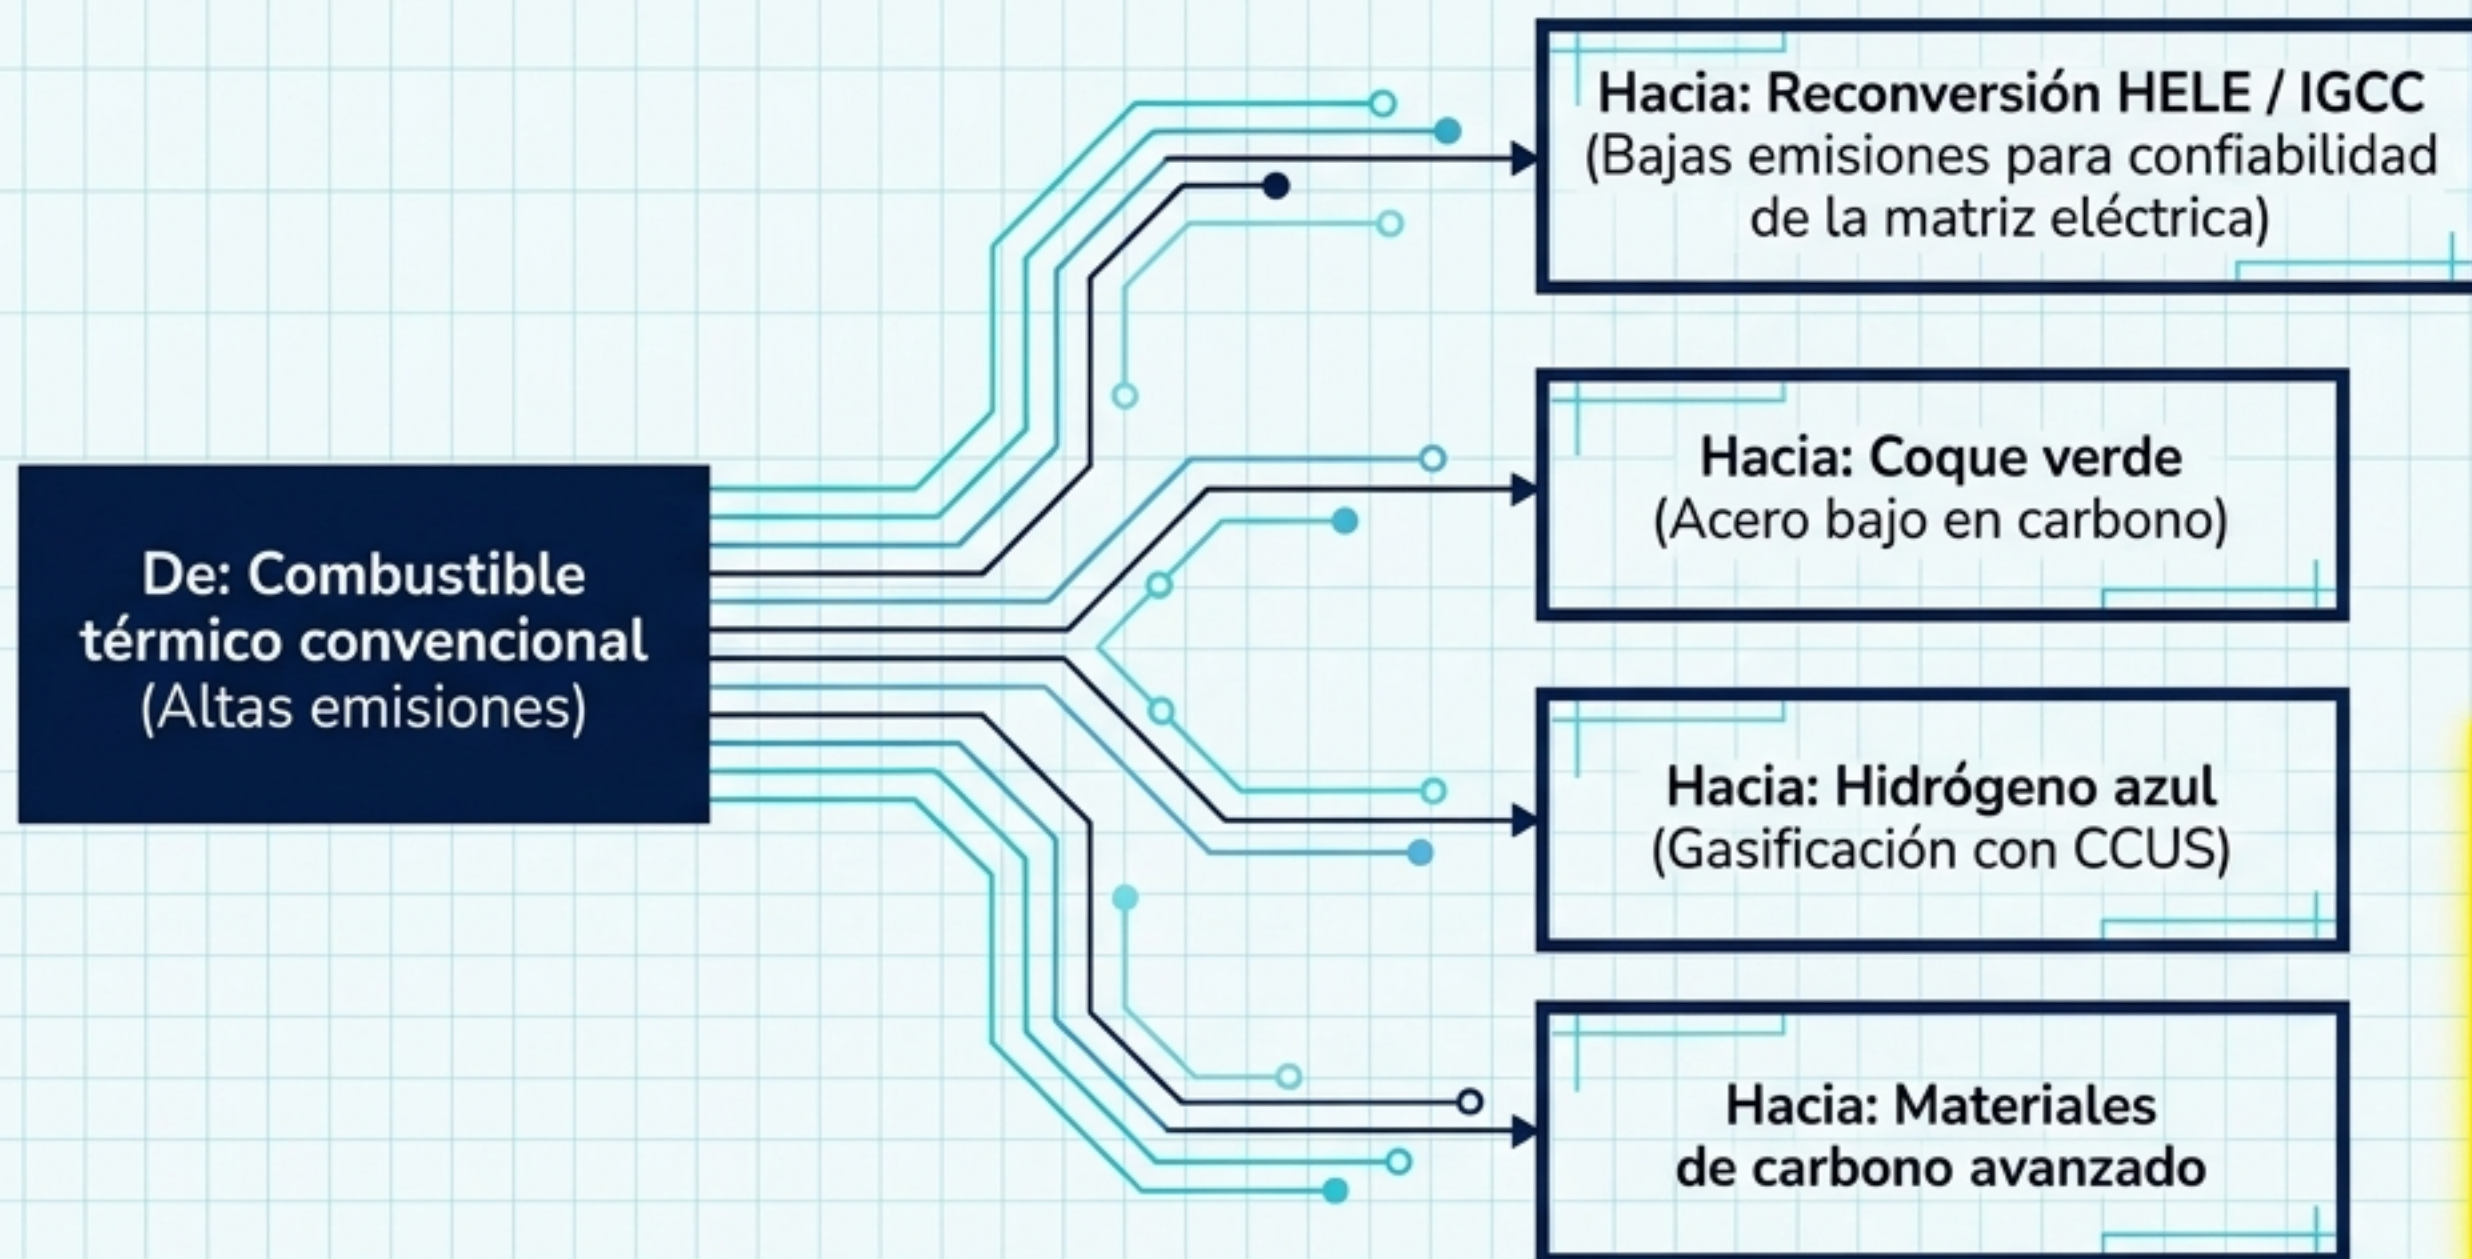 De: Combustible
térmico convencional
(Altas emisiones)
Hacia: Reconversión HELE / IGCC
(Bajas emisiones para confiabilidad
de la matriz eléctrica)
Hacia: Coque verde
(Acero bajo en carbono)
Hacia: Hidrógeno azul
(Gasificación con CCUS)
Hacia: Materiales
de carbono avanzado